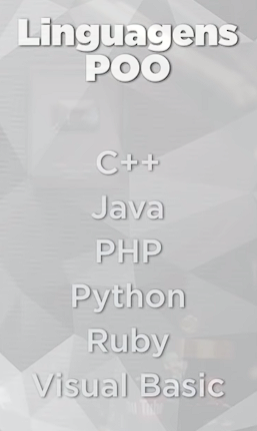 Linguagens
POO
C++
Java
PHP
Python
Ruby
Visual Basic